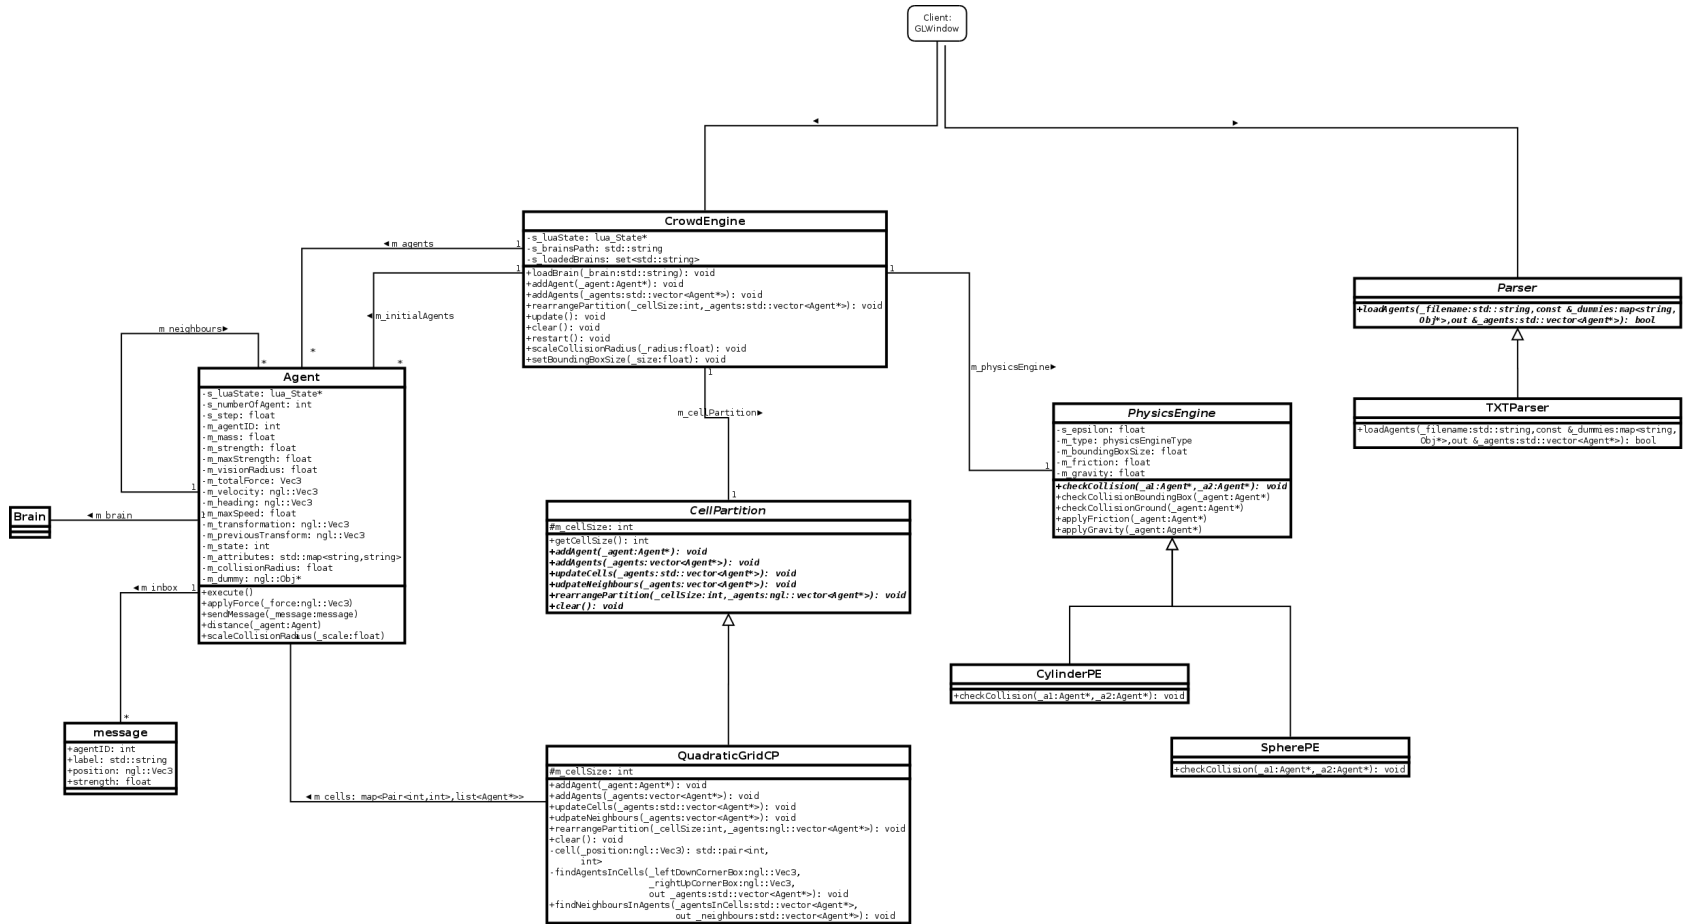 Client:
GLWindow
◄
►
CrowdEngine
-s_luaState: lua_State*
-s_brainsPath: std::string
-s_loadedBrains: set<std::string>
+loadBrain(_brain:std::string): void
+addAgent(_agent:Agent*): void
+addAgents(_agents:std::vector<Agent*>): void
+rearrangePartition(_cellSize:int,_agents:std::vector<Agent*>): void
+update(): void
+clear(): void
+restart(): void
+scaleCollisionRadius(_radius:float): void
+setBoundingBoxSize(_size:float): void
◄ m_agents
1
*
1
◄ m_initialAgents
*
1
m_physicsEngine►
1
1
m_cellPartition►
1
m_neighbours►
*
1
Agent
-s_luaState: lua_State*
-s_numberOfAgent: int
-s_step: float
-m_agentID: int
-m_mass: float
-m_strength: float
-m_maxStrength: float
-m_visionRadius: float
-m_totalForce: Vec3
-m_velocity: ngl::Vec3
-m_heading: ngl::Vec3
-m_maxSpeed: float
-m_transformation: ngl::Vec3
-m_previousTransform: ngl::Vec3
-m_state: int
-m_attributes: std::map<string,string>
-m_collisionRadius: float
-m_dummy: ngl::Obj*
+execute()
+applyForce(_force:ngl::Vec3)
+sendMessage(_message:message)
+distance(_agent:Agent)
+scaleCollisionRadius(_scale:float)
Brain
◄ m_brain
1
◄ m_inbox
1
*
message
+agentID: int
+label: std::string
+position: ngl::Vec3
+strength: float
Parser
+loadAgents(_filename:std::string,const &_dummies:map<string,
Obj*>,out &_agents:std::vector<Agent*>): bool
TXTParser
+loadAgents(_filename:std::string,const &_dummies:map<string,
Obj*>,out &_agents:std::vector<Agent*>): bool
PhysicsEngine
-s_epsilon: float
-m_type: physicsEngineType
-m_boundingBoxSize: float
-m_friction: float
-m_gravity: float
+checkCollision(_a1:Agent*,_a2:Agent*): void
+checkCollisionBoundingBox(_agent:Agent*)
+checkCollisionGround(_agent:Agent*)
+applyFriction(_agent:Agent*)
+applyGravity(_agent:Agent*)
CellPartition
#m_cellSize: int
+getCellSize(): int
+addAgent(_agent:Agent*): void
+addAgents(_agents:vector<Agent*>): void
+updateCells(_agents:std::vector<Agent*>): void
+udpateNeighbours(_agents:vector<Agent*>): void
+rearrangePartition(_cellSize:int,_agents:ngl::vector<Agent*>): void
+clear(): void
CylinderPE
+checkCollision(_a1:Agent*,_a2:Agent*): void
SpherePE
+checkCollision(_a1:Agent*,_a2:Agent*): void
◄ m_cells: map<Pair<int,int>,list<Agent*>>
*
QuadraticGridCP
#m_cellSize: int
+addAgent(_agent:Agent*): void
+addAgents(_agents:vector<Agent*>): void
+updateCells(_agents:std::vector<Agent*>): void
+udpateNeighbours(_agents:vector<Agent*>): void
+rearrangePartition(_cellSize:int,_agents:ngl::vector<Agent*>): void
+clear(): void
-cell(_position:ngl::Vec3): std::pair<int,
int>
-findAgentsInCells(_leftDownCornerBox:ngl::Vec3,
_rightUpCornerBox:ngl::Vec3,
out _agents:std::vector<Agent*>): void
+findNeighboursInAgents(_agentsInCells:std::vector<Agent*>,
out _neighbours:std::vector<Agent*>): void